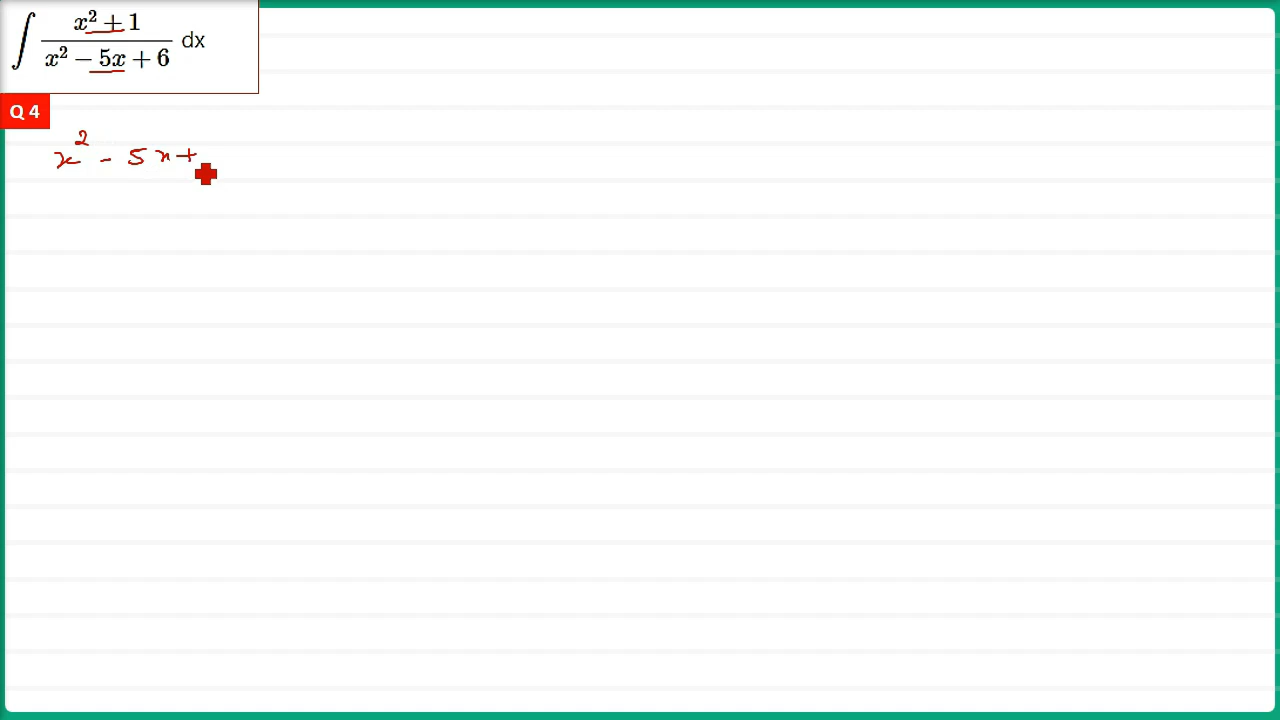 ∫ x² + 1 / x² − 5x + 6 dx
Q 4
x² - 5x+